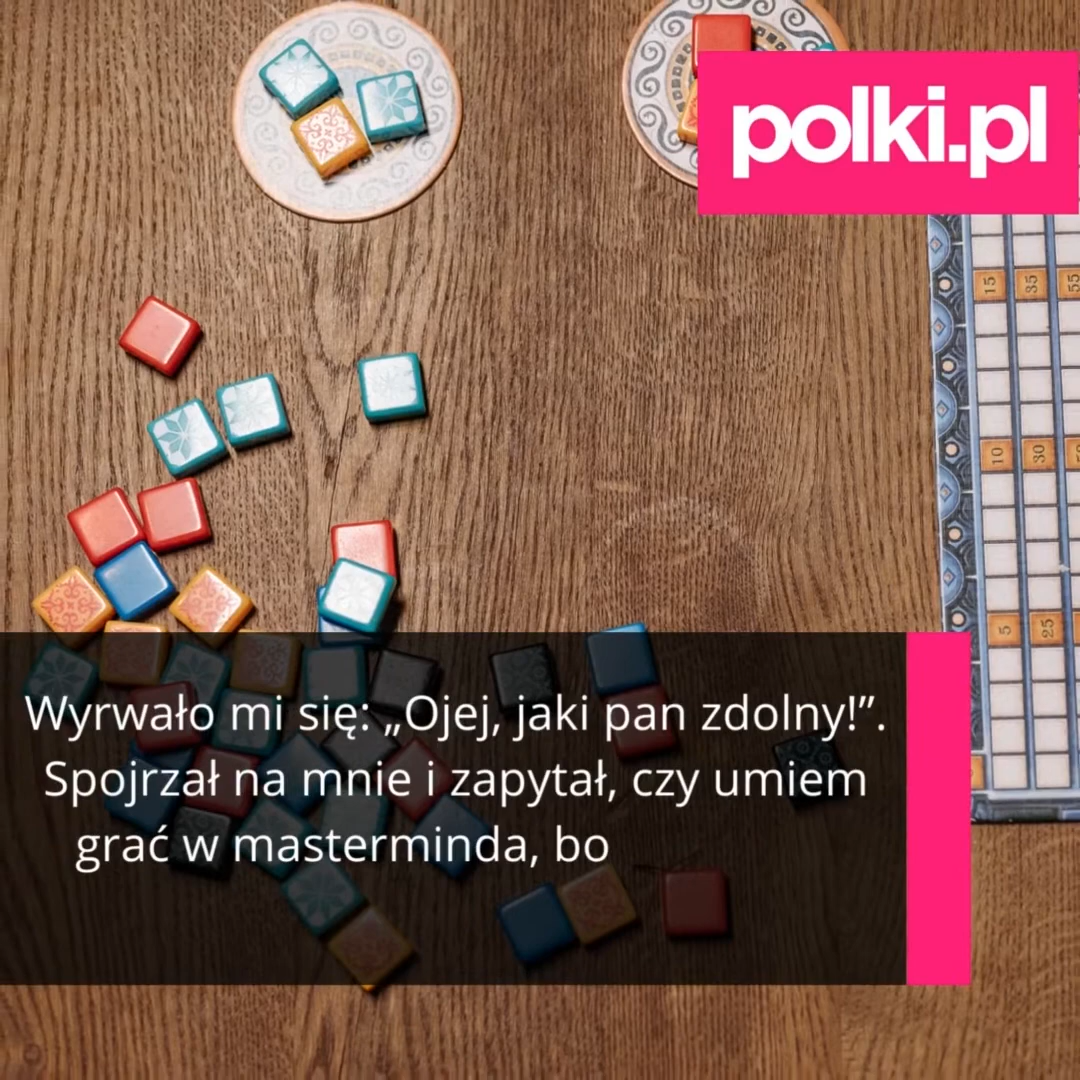 polki.pl
15
35
55
10
30
5
25
Wyrwało mi się: „Ojej, jaki pan zdolny!”.
Spojrzał na mnie i zapytał, czy umiem
grać w masterminda, bo